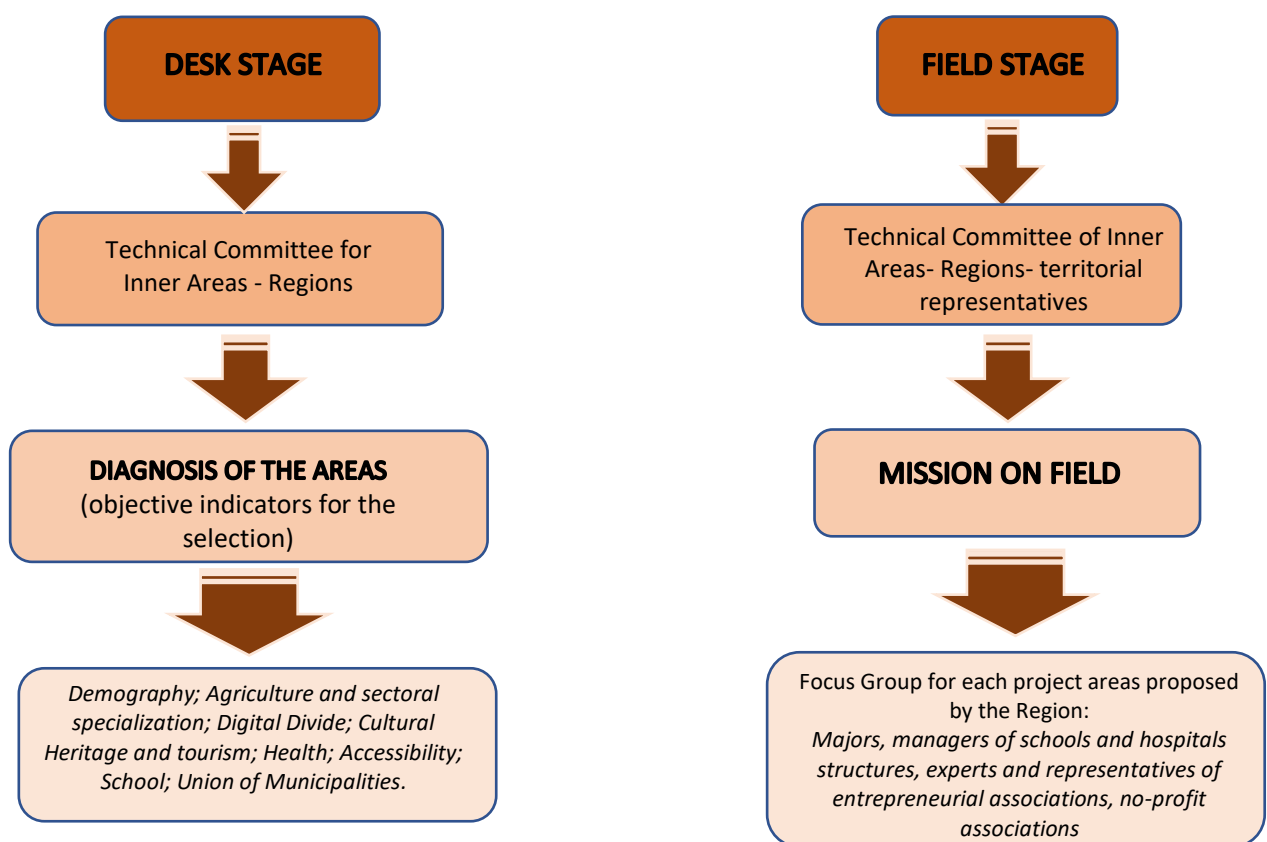 DESK STAGE
Technical Committee for
Inner Areas - Regions
DIAGNOSIS OF THE AREAS
(objective indicators for the
selection)
Demography; Agriculture and sectoral
specialization; Digital Divide; Cultural
Heritage and tourism; Health; Accessibility;
School; Union of Municipalities.
FIELD STAGE
Technical Committee of Inner
Areas- Regions- territorial
representatives
MISSION ON FIELD
Focus Group for each project areas proposed
by the Region:
Majors, managers of schools and hospitals
structures, experts and representatives of
entrepreneurial associations, no-profit
associations